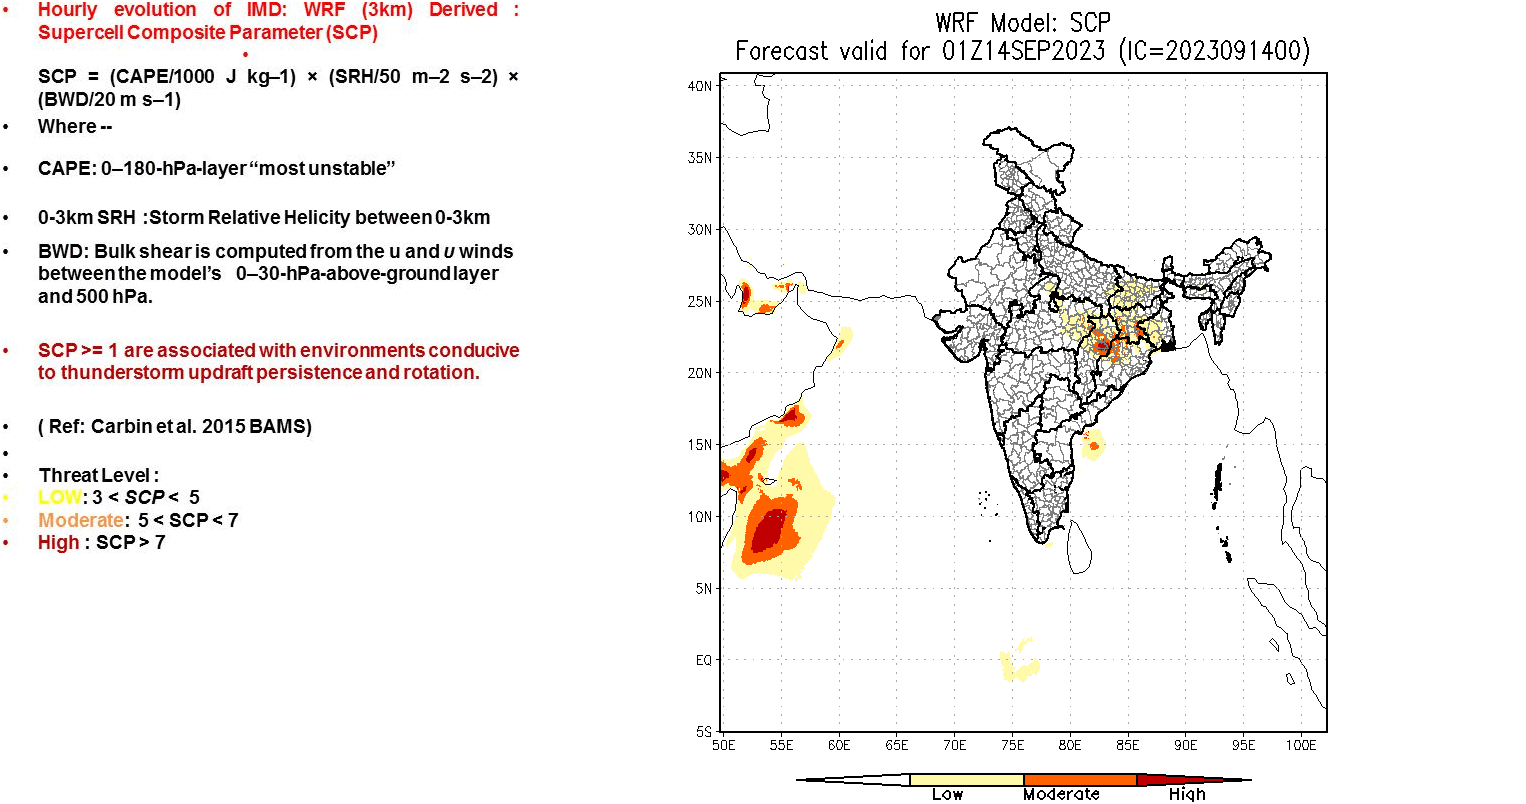 Hourly evolution of IMD: WRF (3km) Derived :
Supercell Composite Parameter (SCP)
SCP = (CAPE/1000 J kg–1) × (SRH/50 m–2 s–2) ×
(BWD/20 m s–1)
Where --
CAPE: 0–180-hPa-layer “most unstable”
0-3km SRH :Storm Relative Helicity between 0-3km
BWD: Bulk shear is computed from the u and υ winds
between the model’s 0–30-hPa-above-ground layer
and 500 hPa.
SCP >= 1 are associated with environments conducive
to thunderstorm updraft persistence and rotation.
( Ref: Carbin et al. 2015 BAMS)
Threat Level :
LOW: 3 < SCP < 5
Moderate: 5 < SCP < 7
High : SCP > 7
WRF Model: SCP
Forecast valid for 01Z14SEP2023 (IC=2023091400)
40N
35N
30N
25N
20N
15N
10N
5N
EQ
5S
50E 55E 60E 65E 70E 75E 80E 85E 90E 95E 100E
Low Moderate High